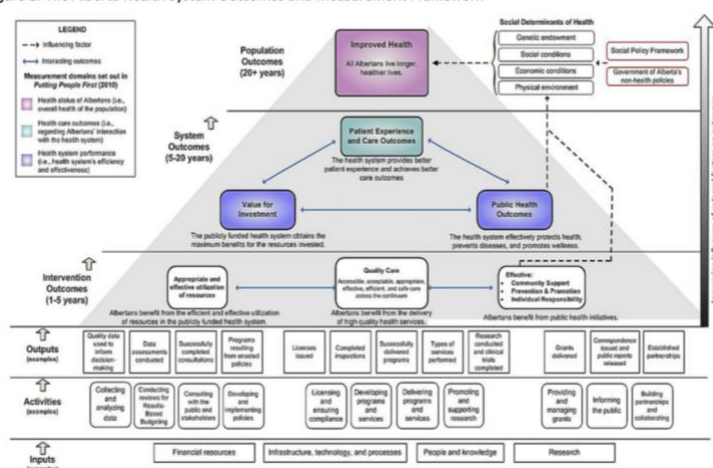 LEGEND
Influencing factor
Interacting outcomes
Measurement domains set out in
Putting People First (2010)
Health status of Albertans (i.e.,
overall health of the population)
Health care outcomes (i.e.,
regarding Albertans' interaction
with the health system)
Health system performance
(i.e., health system's efficiency
and effectiveness)
Population
Outcomes
(20+ years)
Improved Health
All Albertans live longer,
healthier lives.
Social Determinants of Health
Genetic endowment
Social conditions
Economic conditions
Physical environment
Social Policy Framework
Government of Alberta's
non-health policies
System
Outcomes
(5-20 years)
Patient Experience
and Care Outcomes
The health system provides better
patient experience and achieves better
care outcomes
Value for
Investment
The publicly funded health system obtains the
maximum benefits for the resources invested.
Public Health
Outcomes
The health system effectively protects health,
prevents diseases, and promotes wellness.
Intervention
Outcomes
(1-5 years)
Appropriate and
effective utilization
of resources
Albertans benefit from the efficient and effective utilization
of resources in the publicly funded health system.
Quality Care
Accessible, acceptable, appropriate,
effective, efficient, and safe care
across the continuum
Albertans benefit from the delivery
of high quality health services.
Effective:
• Community Support
• Prevention & Promotion
• Individual Responsibility
Albertans benefit from public health initiatives.
Outputs
(examples)
Quality data
used to
inform
decision-
making
Data
assessments
conducted
Successfully
completed
consultations
Programs
resulting
from enacted
policies
Licenses
issued
Completed
inspections
Successfully
delivered
programs
Types of
services
performed
Research
conducted
and clinical
trials
completed
Grants
delivered
Correspondence
issued and
public reports
released
Established
partnerships
Activities
(examples)
Collecting
and
analyzing
data
Conducting
reviews for
Results-
Based
Budgeting
Consulting
with the
public and
stakeholders
Developing
and
implementing
policies
Licensing
and
ensuring
compliance
Developing
programs
and
services
Delivering
programs
and
services
Promoting
and
supporting
research
Providing
and
managing
grants
Informing
the public
Building
partnerships
and
collaborating
Inputs
Financial resources
Infrastructure, technology, and processes
People and knowledge
Research